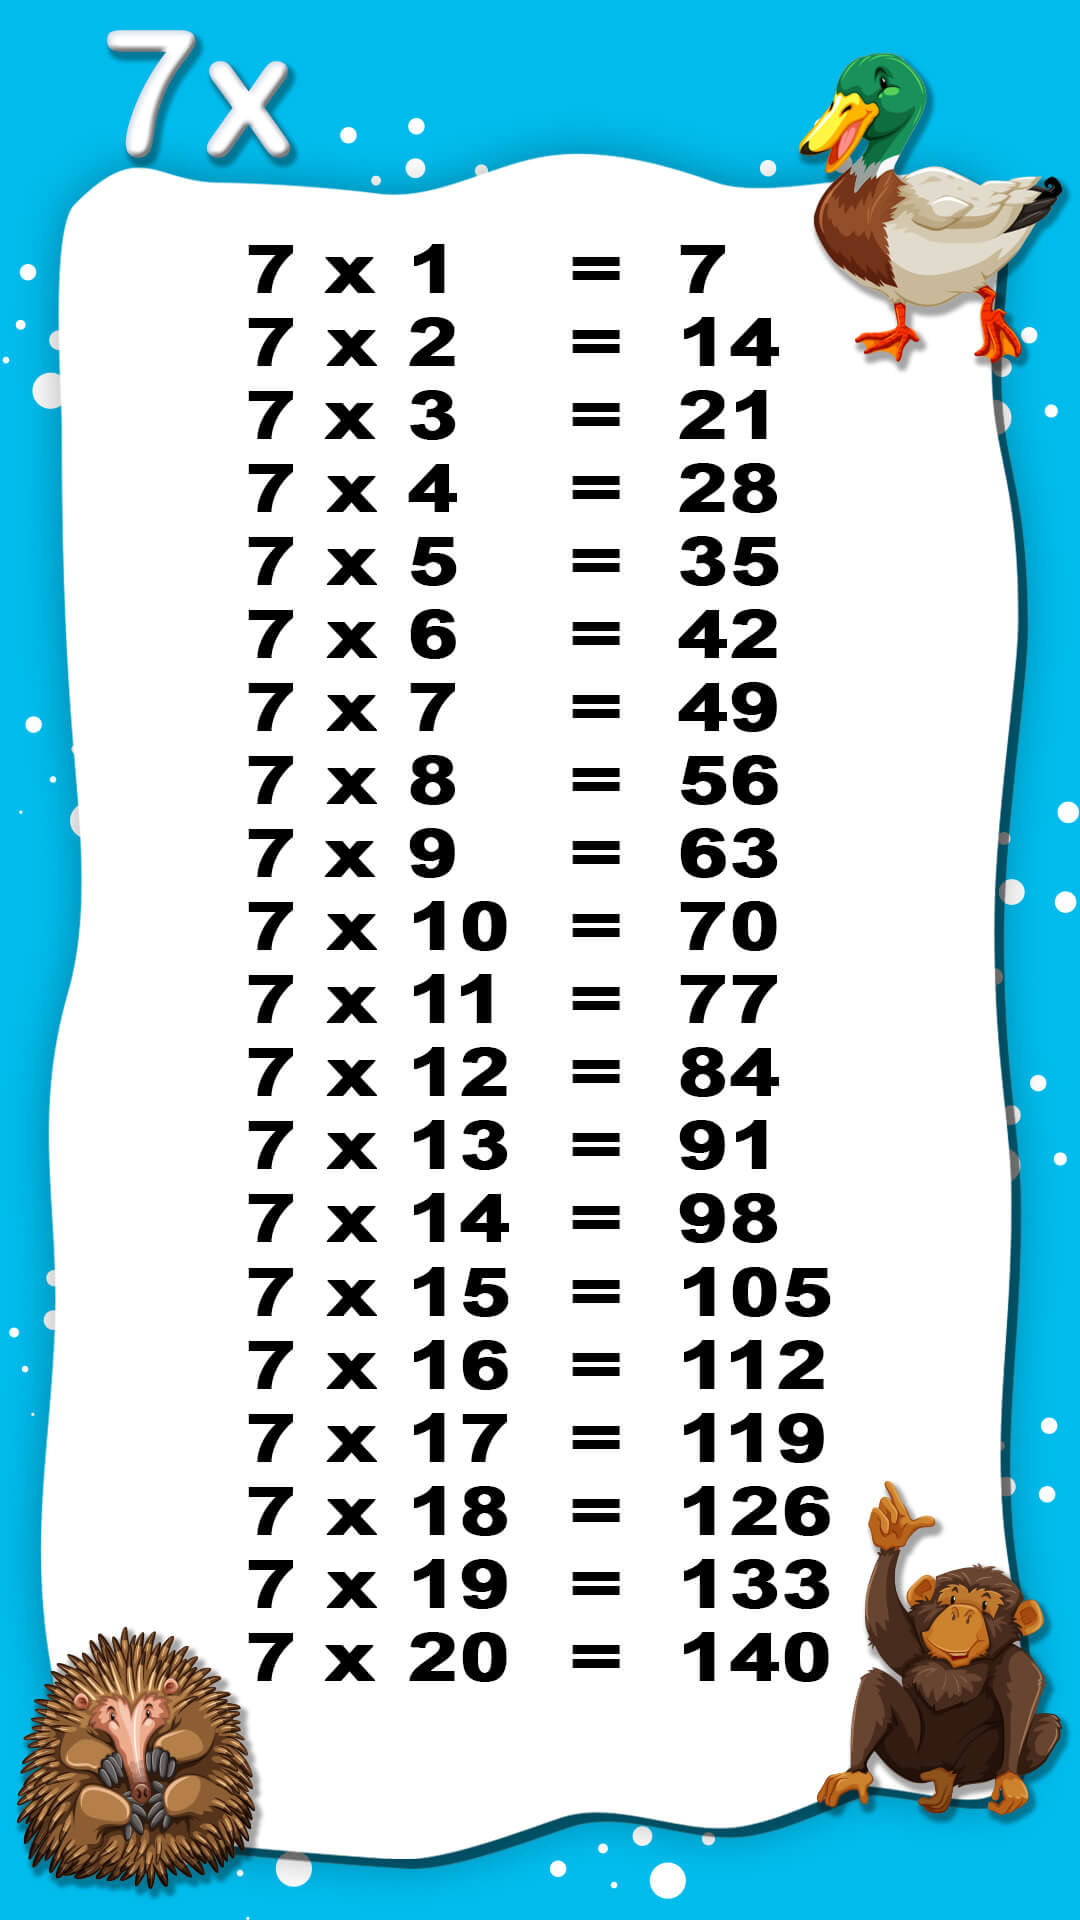 7x
7 x 1 = 7
7 x 2 = 14
7 x 3 = 21
7 x 4 = 28
7 x 5 = 35
7 x 6 = 42
7 x 7 = 49
7 x 8 = 56
7 x 9 = 63
7 x 10 = 70
7 x 11 = 77
7 x 12 = 84
7 x 13 = 91
7 x 14 = 98
7 x 15 = 105
7 x 16 = 112
7 x 17 = 119
7 x 18 = 126
7 x 19 = 133
7 x 20 = 140